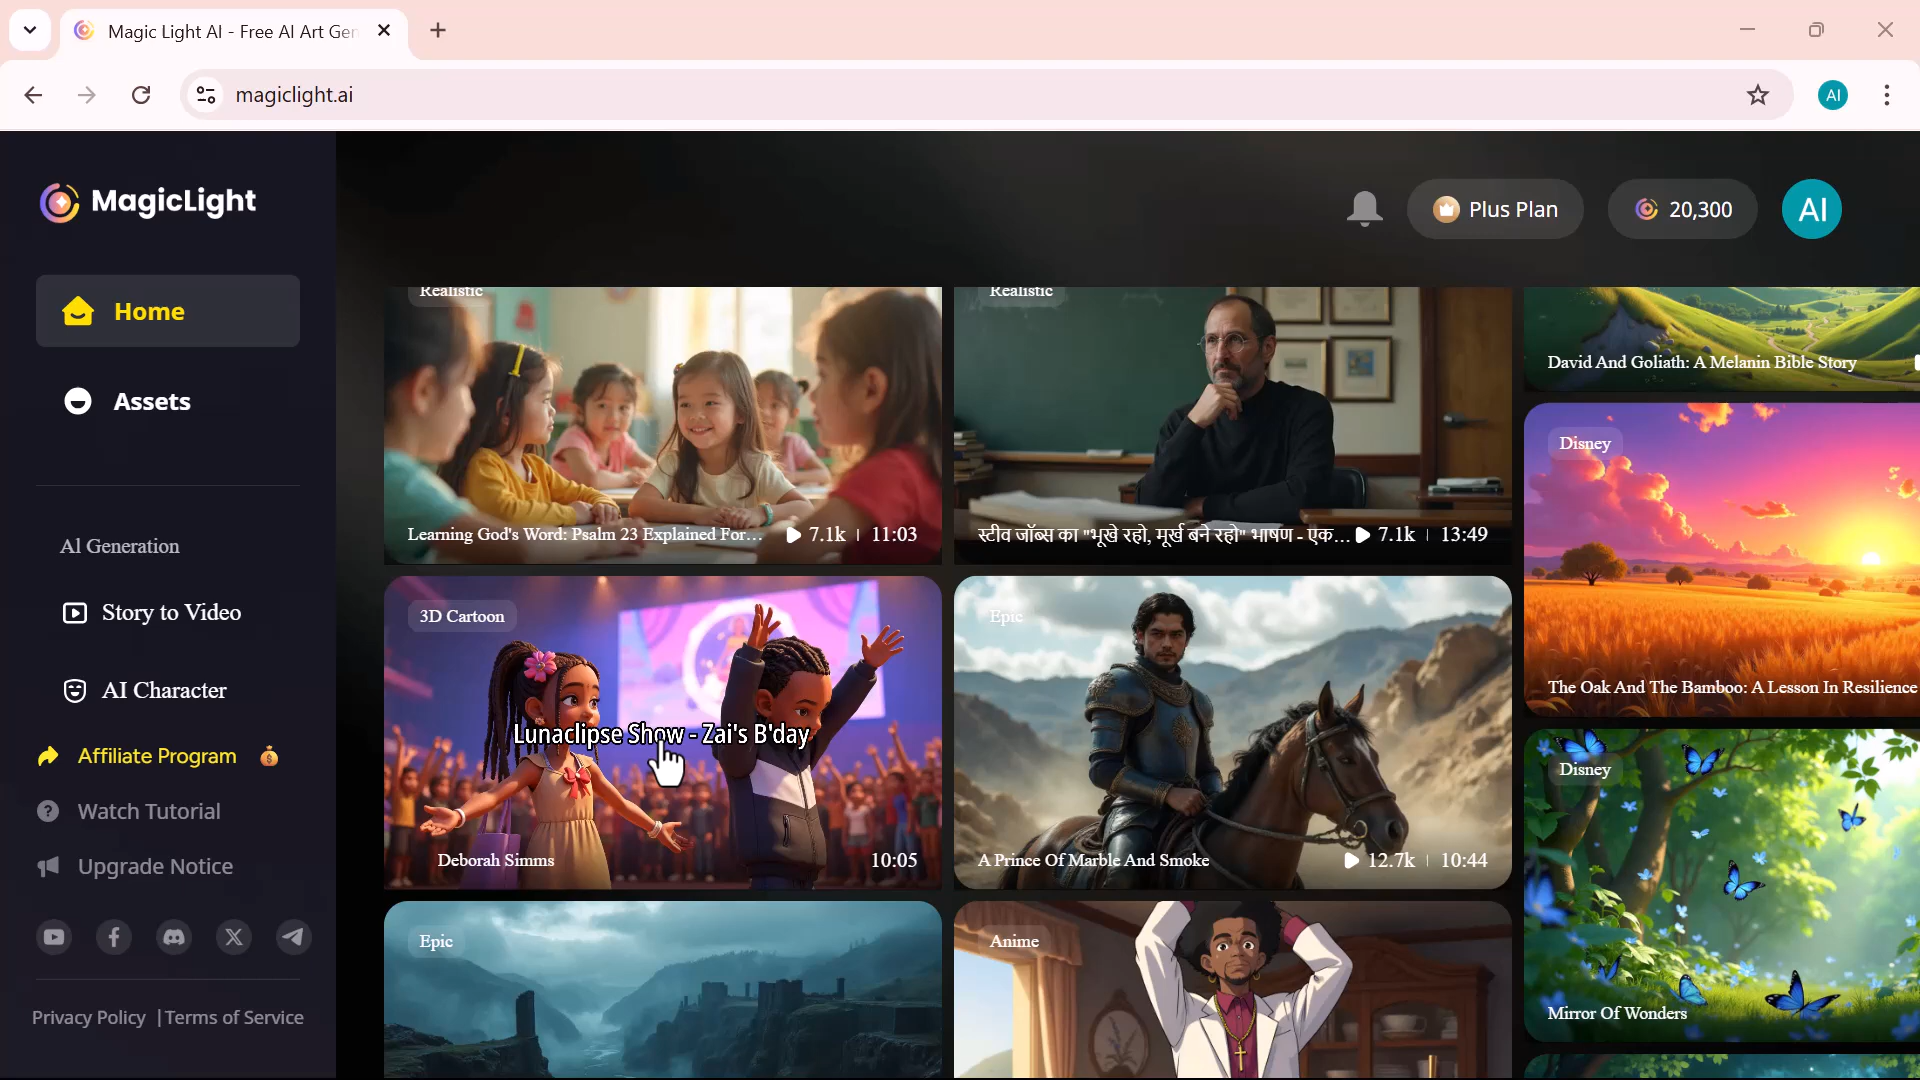 Magic Light AI - Free AI Art Gen
magiclight.ai
AI
MagicLight
Plus Plan
20,300
AI
Home
Assets
AI Generation
Story to Video
AI Character
Affiliate Program
Watch Tutorial
Upgrade Notice
Privacy Policy | Terms of Service
Realistic
Learning God's Word: Psalm 23 Explained For... 7.1k | 11:03
Realistic
स्टीव जॉब्स का "भूखे रहो, मूर्ख बने रहो" भाषण - एक... 7.1k | 13:49
David And Goliath: A Melanin Bible Story
Disney
The Oak And The Bamboo: A Lesson In Resilience
3D Cartoon
Lunaclipse Show - Zai's B'day
Deborah Simms 10:05
Epic
A Prince Of Marble And Smoke 12.7k | 10:44
Disney
Mirror Of Wonders
Epic
Anime